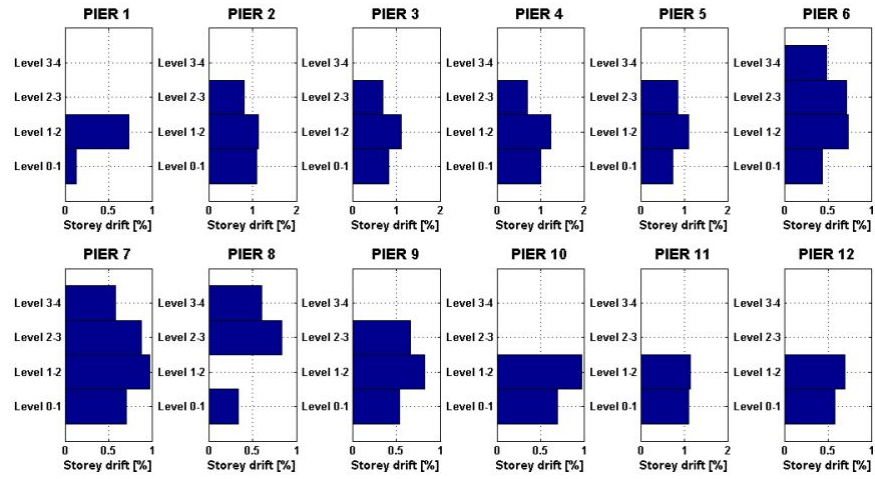 PIER 1 PIER 2 PIER 3 PIER 4 PIER 5 PIER 6
Level 3-4 Level 3-4 Level 3-4 Level 3-4 Level 3-4 Level 3-4
Level 2-3 Level 2-3 Level 2-3 Level 2-3 Level 2-3 Level 2-3
Level 1-2 Level 1-2 Level 1-2 Level 1-2 Level 1-2 Level 1-2
Level 0-1 Level 0-1 Level 0-1 Level 0-1 Level 0-1 Level 0-1
0 0.5 1 0 1 2 0 1 2 0 1 2 0 1 2 0 0.5 1
Storey drift [%] Storey drift [%] Storey drift [%] Storey drift [%] Storey drift [%] Storey drift [%]
PIER 7 PIER 8 PIER 9 PIER 10 PIER 11 PIER 12
Level 3-4 Level 3-4 Level 3-4 Level 3-4 Level 3-4 Level 3-4
Level 2-3 Level 2-3 Level 2-3 Level 2-3 Level 2-3 Level 2-3
Level 1-2 Level 1-2 Level 1-2 Level 1-2 Level 1-2 Level 1-2
Level 0-1 Level 0-1 Level 0-1 Level 0-1 Level 0-1 Level 0-1
0 0.5 1 0 0.5 1 0 0.5 1 0 0.5 1 0 1 2 0 0.5 1
Storey drift [%] Storey drift [%] Storey drift [%] Storey drift [%] Storey drift [%] Storey drift [%]